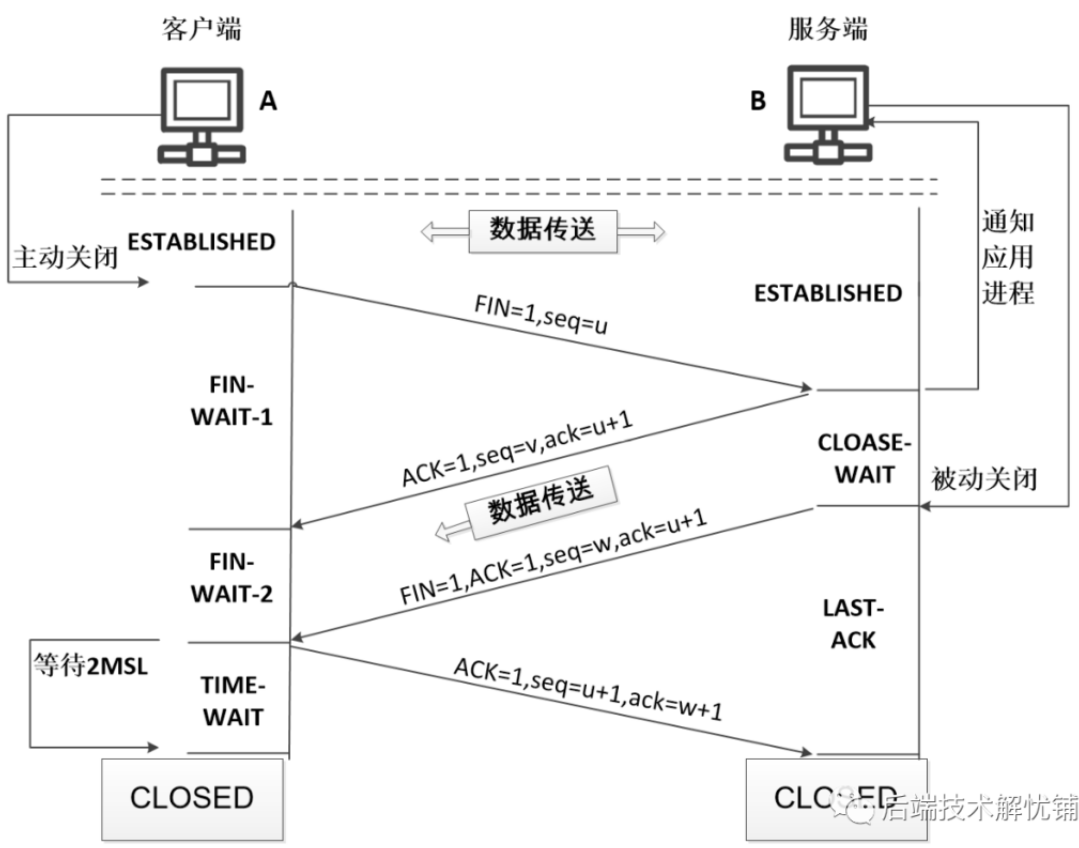 客户端
服务端
A
B
数据传送
通知
应用
进程
ESTABLISHED
主动关闭
ESTABLISHED
FIN=1,seq=u
FIN-
WAIT-1
ACK=1,seq=v,ack=u+1
CLOASE-
WAIT
被动关闭
数据传送
FIN=1,ACK=1,seq=w,ack=u+1
FIN-
WAIT-2
LAST-
ACK
等待2MSL
ACK=1,seq=u+1,ack=w+1
TIME-
WAIT
CLOSED
CLOSED
后端技术解忧铺